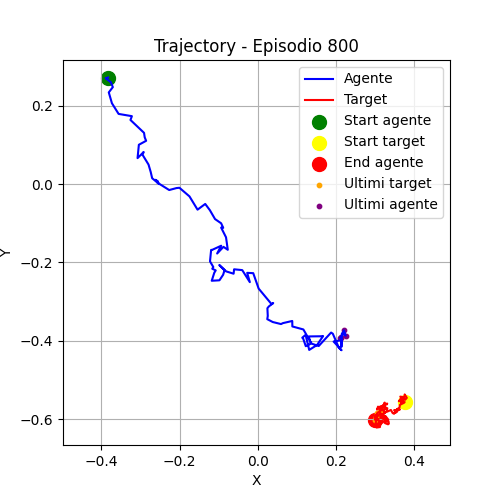 Trajectory - Episodio 800
Agente
Target
Start agente
Start target
End agente
Ultimi target
Ultimi agente
Y
0.2
0.0
−0.2
−0.4
−0.6
−0.4
−0.2
0.0
0.2
0.4
X